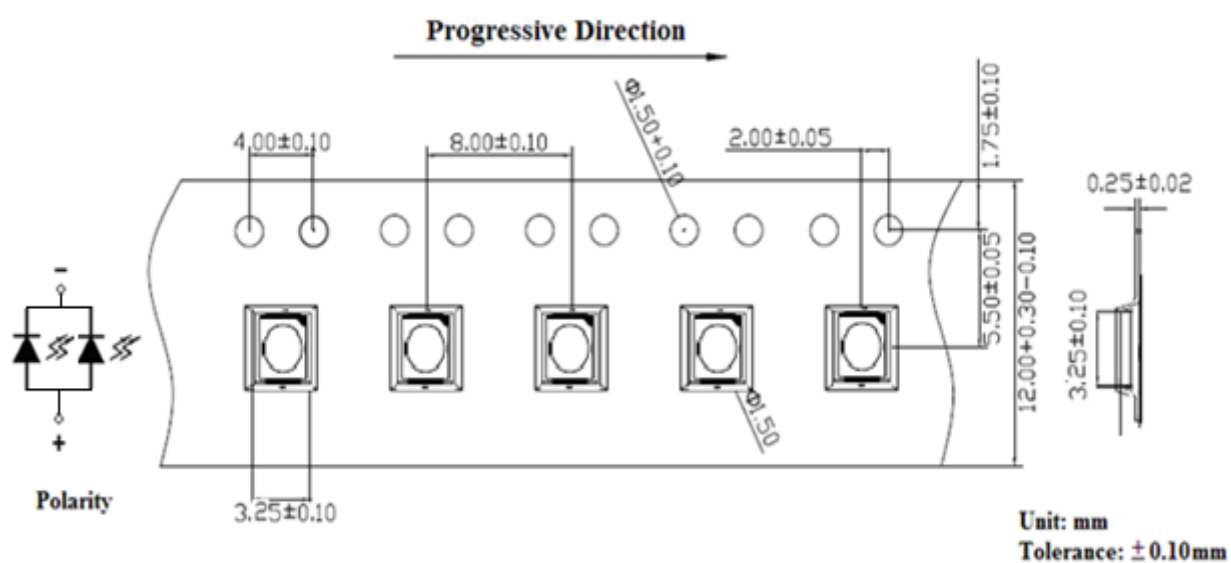 Progressive Direction
4.00±0.10
8.00±0.10
Φ1.50+0.10
2.00±0.05
1.75±0.10
0.25±0.02
5.50±0.05
12.00+0.30-0.10
3.25±0.10
-
+
Φ1.50
Polarity
3.25±0.10
Unit: mm
Tolerance: ±0.10mm